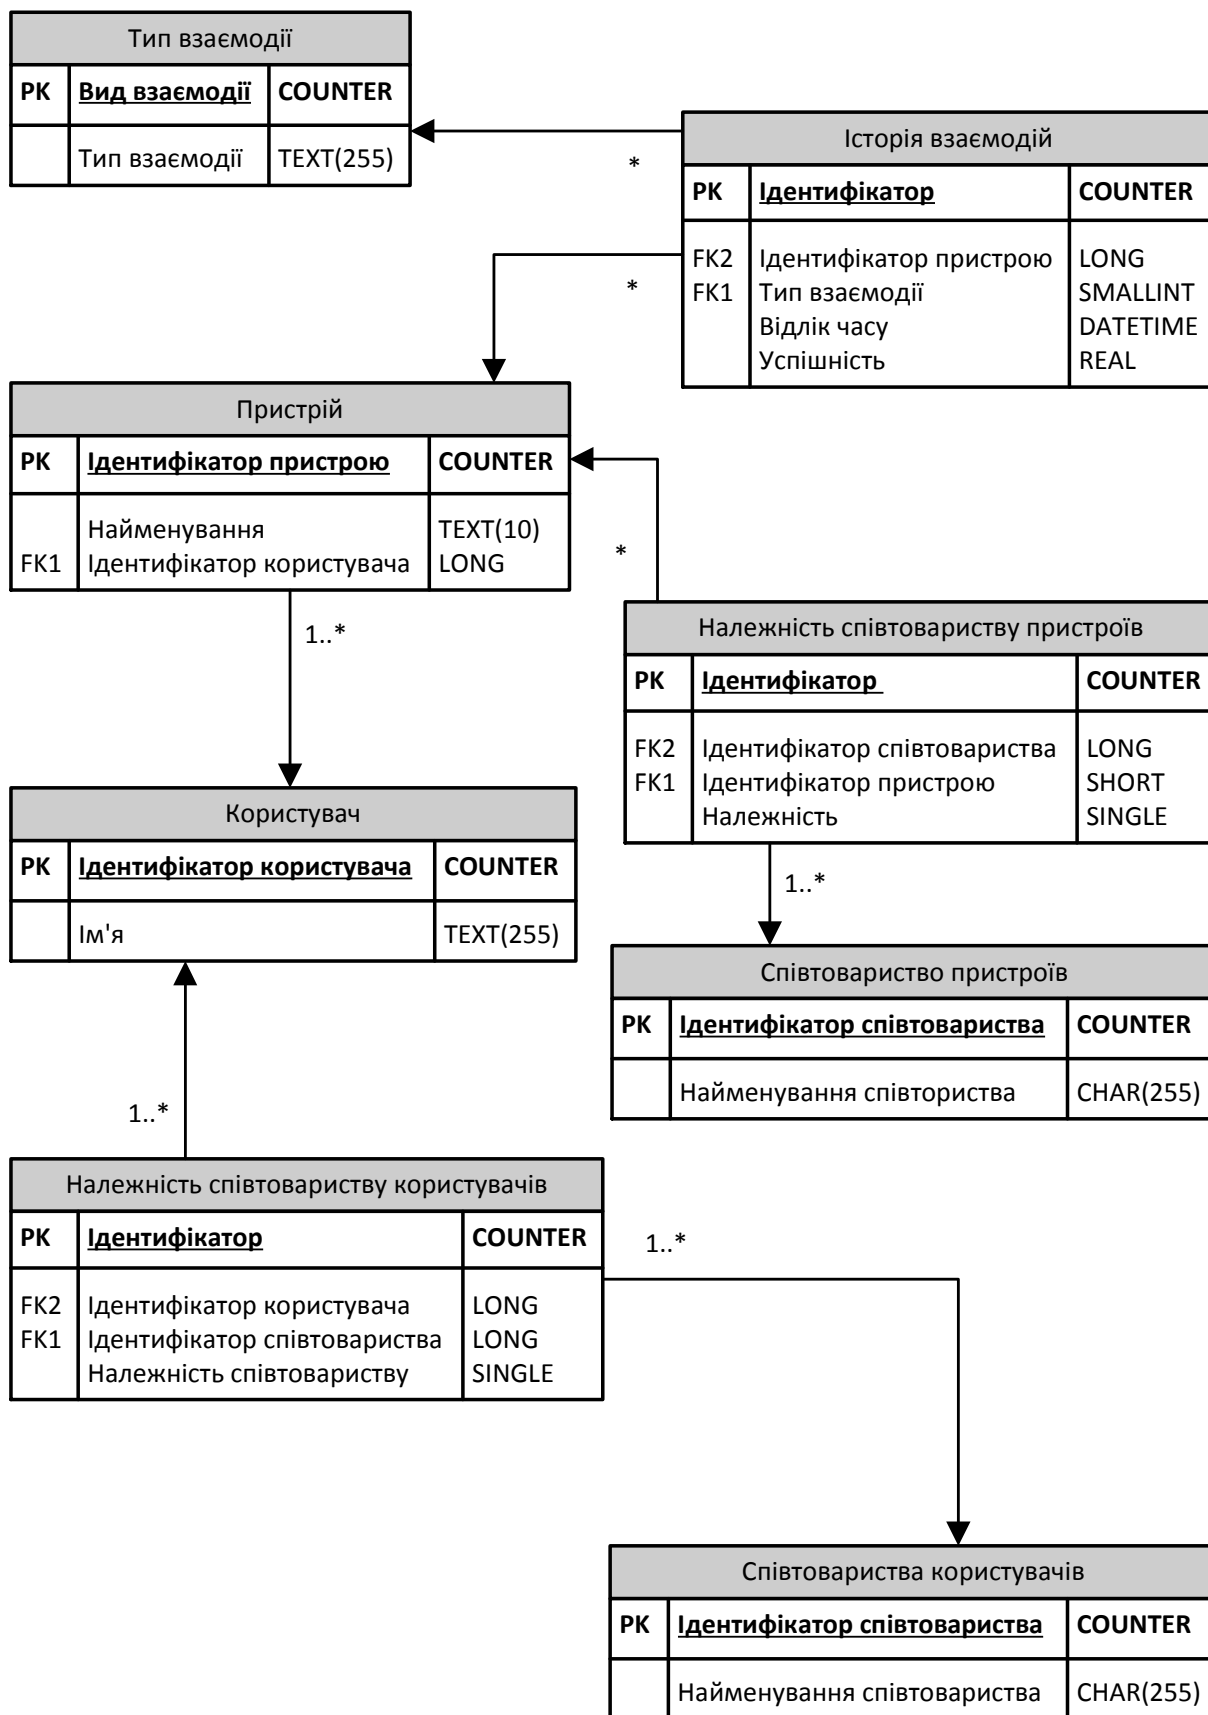 Тип взаємодії
PK Вид взаємодії COUNTER
Тип взаємодії TEXT(255)
*
Історія взаємодій
PK Ідентифікатор COUNTER
FK2 Ідентифікатор пристрою LONG
FK1 Тип взаємодії SMALLINT
Відлік часу DATETIME
Успішність REAL
*
Пристрій
PK Ідентифікатор пристрою COUNTER
Найменування TEXT(10)
FK1 Ідентифікатор користувача LONG
*
1..*
Належність співтовариству пристроїв
PK Ідентифікатор COUNTER
FK2 Ідентифікатор співтовариства LONG
FK1 Ідентифікатор пристрою SHORT
Належність SINGLE
1..*
Користувач
PK Ідентифікатор користувача COUNTER
Ім'я TEXT(255)
Співтовариство пристроїв
PK Ідентифікатор співтовариства COUNTER
Найменування співториства CHAR(255)
1..*
Належність співтовариству користувачів
PK Ідентифікатор COUNTER
FK2 Ідентифікатор користувача LONG
FK1 Ідентифікатор співтовариства LONG
Належність співтовариству SINGLE
1..*
Співтовариства користувачів
PK Ідентифікатор співтовариства COUNTER
Найменування співтовариства CHAR(255)